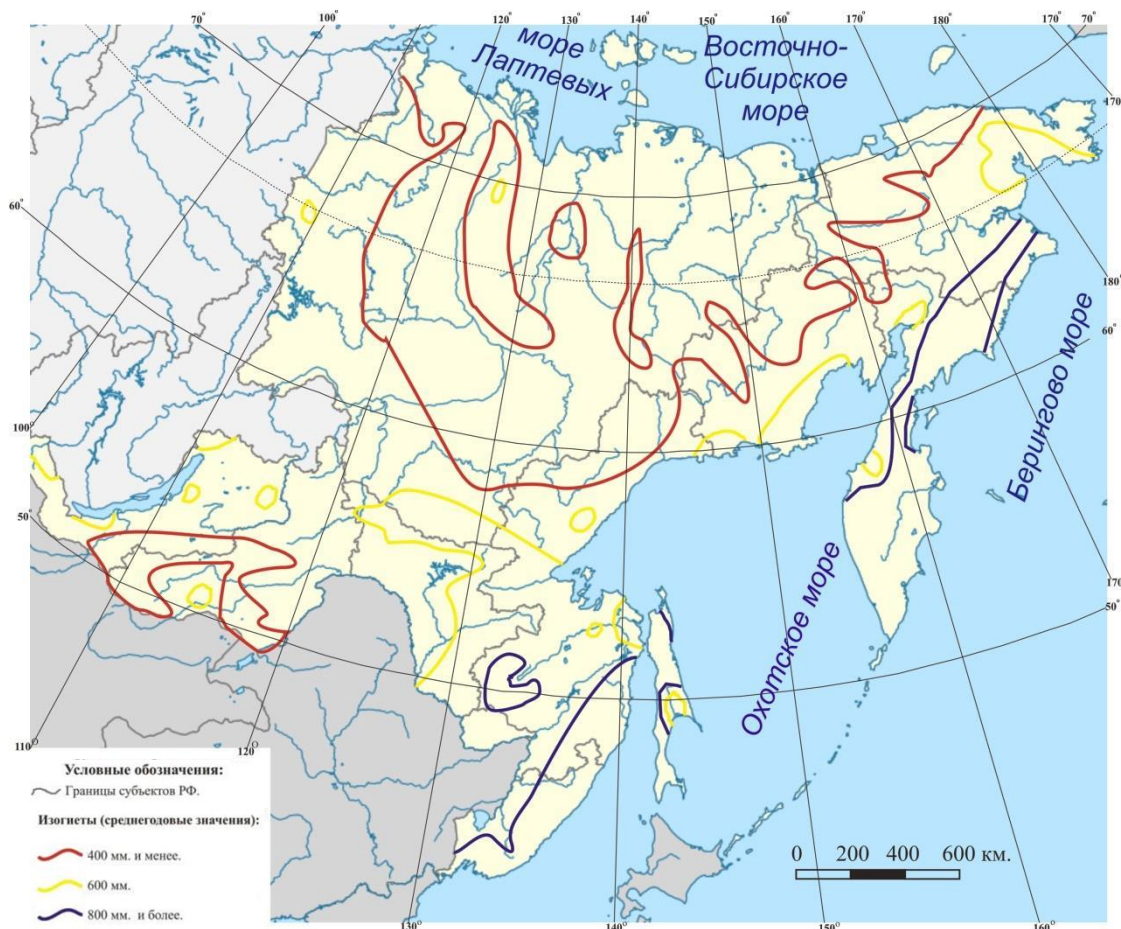 70°
100°
120°
130°
140°
150°
160°
170°
180°
170°
70°
море
Лаптевых
Восточно-
Сибирское
море
170°
60°
180°
60°
Берингово море
100°
50°
Охотское море
170°
50°
110°
120°
Условные обозначения:
Границы субъектов РФ.
Изогиеты (среднегодовые значения):
400 мм. и менее.
600 мм.
800 мм. и более.
0 200 400 600 км.
130°
140°
150°
160°